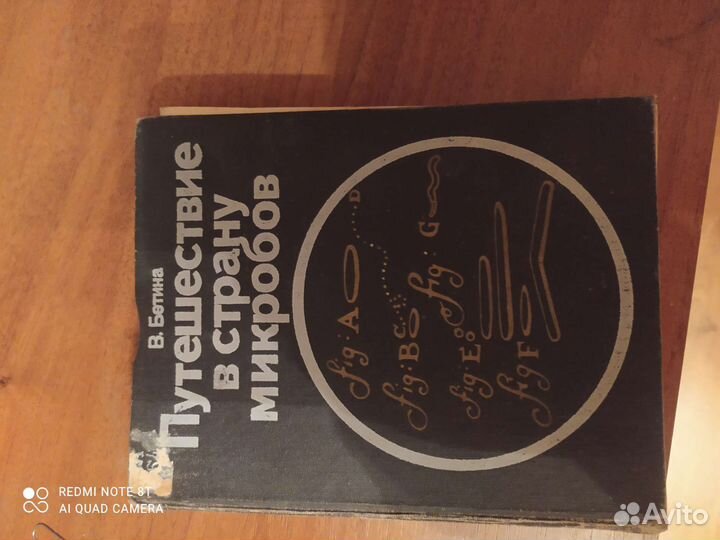 В. Бетина
Путешествие
в страну
микробов
fig: A
D
fig: B
C.
fig: G
fig. E
fig F
REDMI NOTE 8T
AI QUAD CAMERA
Avito